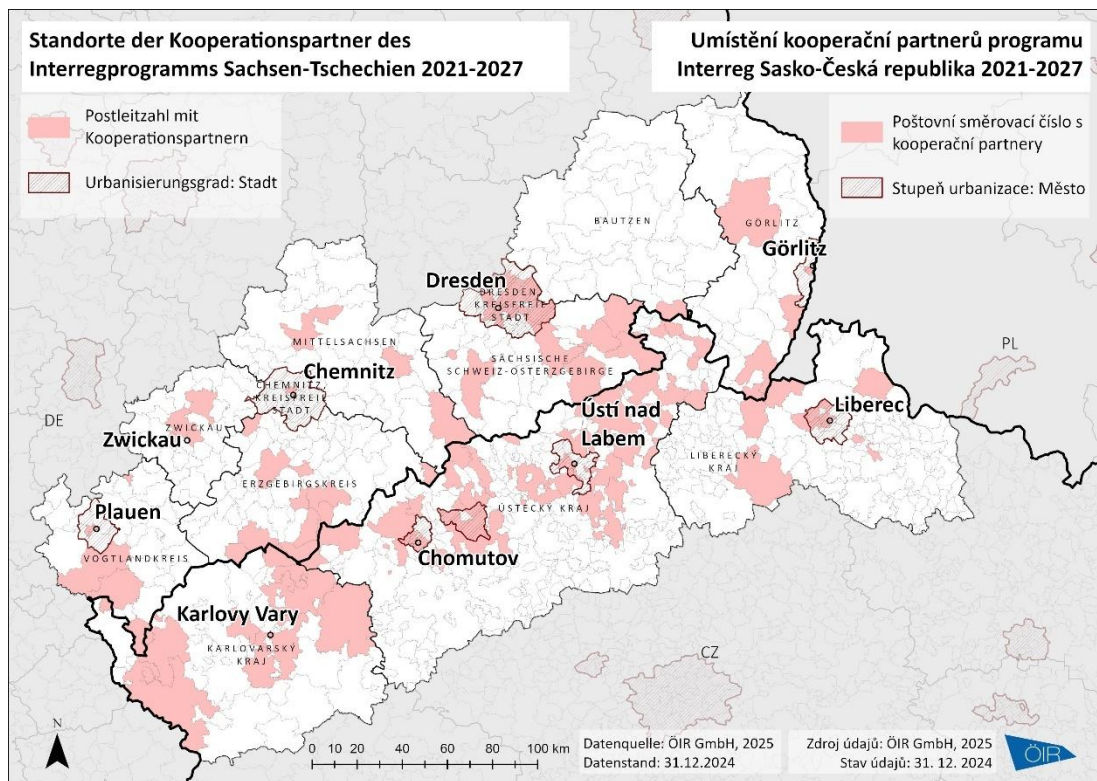 Standorte der Kooperationspartner des
Interregprogramms Sachsen-Tschechien 2021-2027
Umístění kooperační partnerů programu
Interreg Sasko-Česká republika 2021-2027
Postleitzahl mit
Kooperationspartnern
Urbanisierungsgrad: Stadt
Poštovní směrovací číslo s
kooperační partnery
Stupeň urbanizace: Město
BAUTZEN
GÖRLITZ
Görlitz
Dresden
DRESDEN
KREISFREIE
STADT
MITTELSACHSEN
SÄCHSISCHE
SCHWEIZ-OSTERZGEBIRGE
PL
Chemnitz
CHEMNITZ
KREISFREIE
STADT
DE
Zwickau
ZWICKAU
Ústí nad
Labem
Liberec
LIBERECKÝ
KRAJ
ERZGEBIRGSKREIS
ÚSTECKÝ KRAJ
Plauen
VOGTLANDKREIS
Chomutov
Karlovy Vary
KARLOVARSKÝ
KRAJ
CZ
N
0 20 40 60 80 100 km
Datenquelle: ÖIR GmbH, 2025
Datenstand: 31.12.2024
Zdroj údajů: ÖIR GmbH, 2025
Stav údajů: 31. 12. 2024
ÖIR